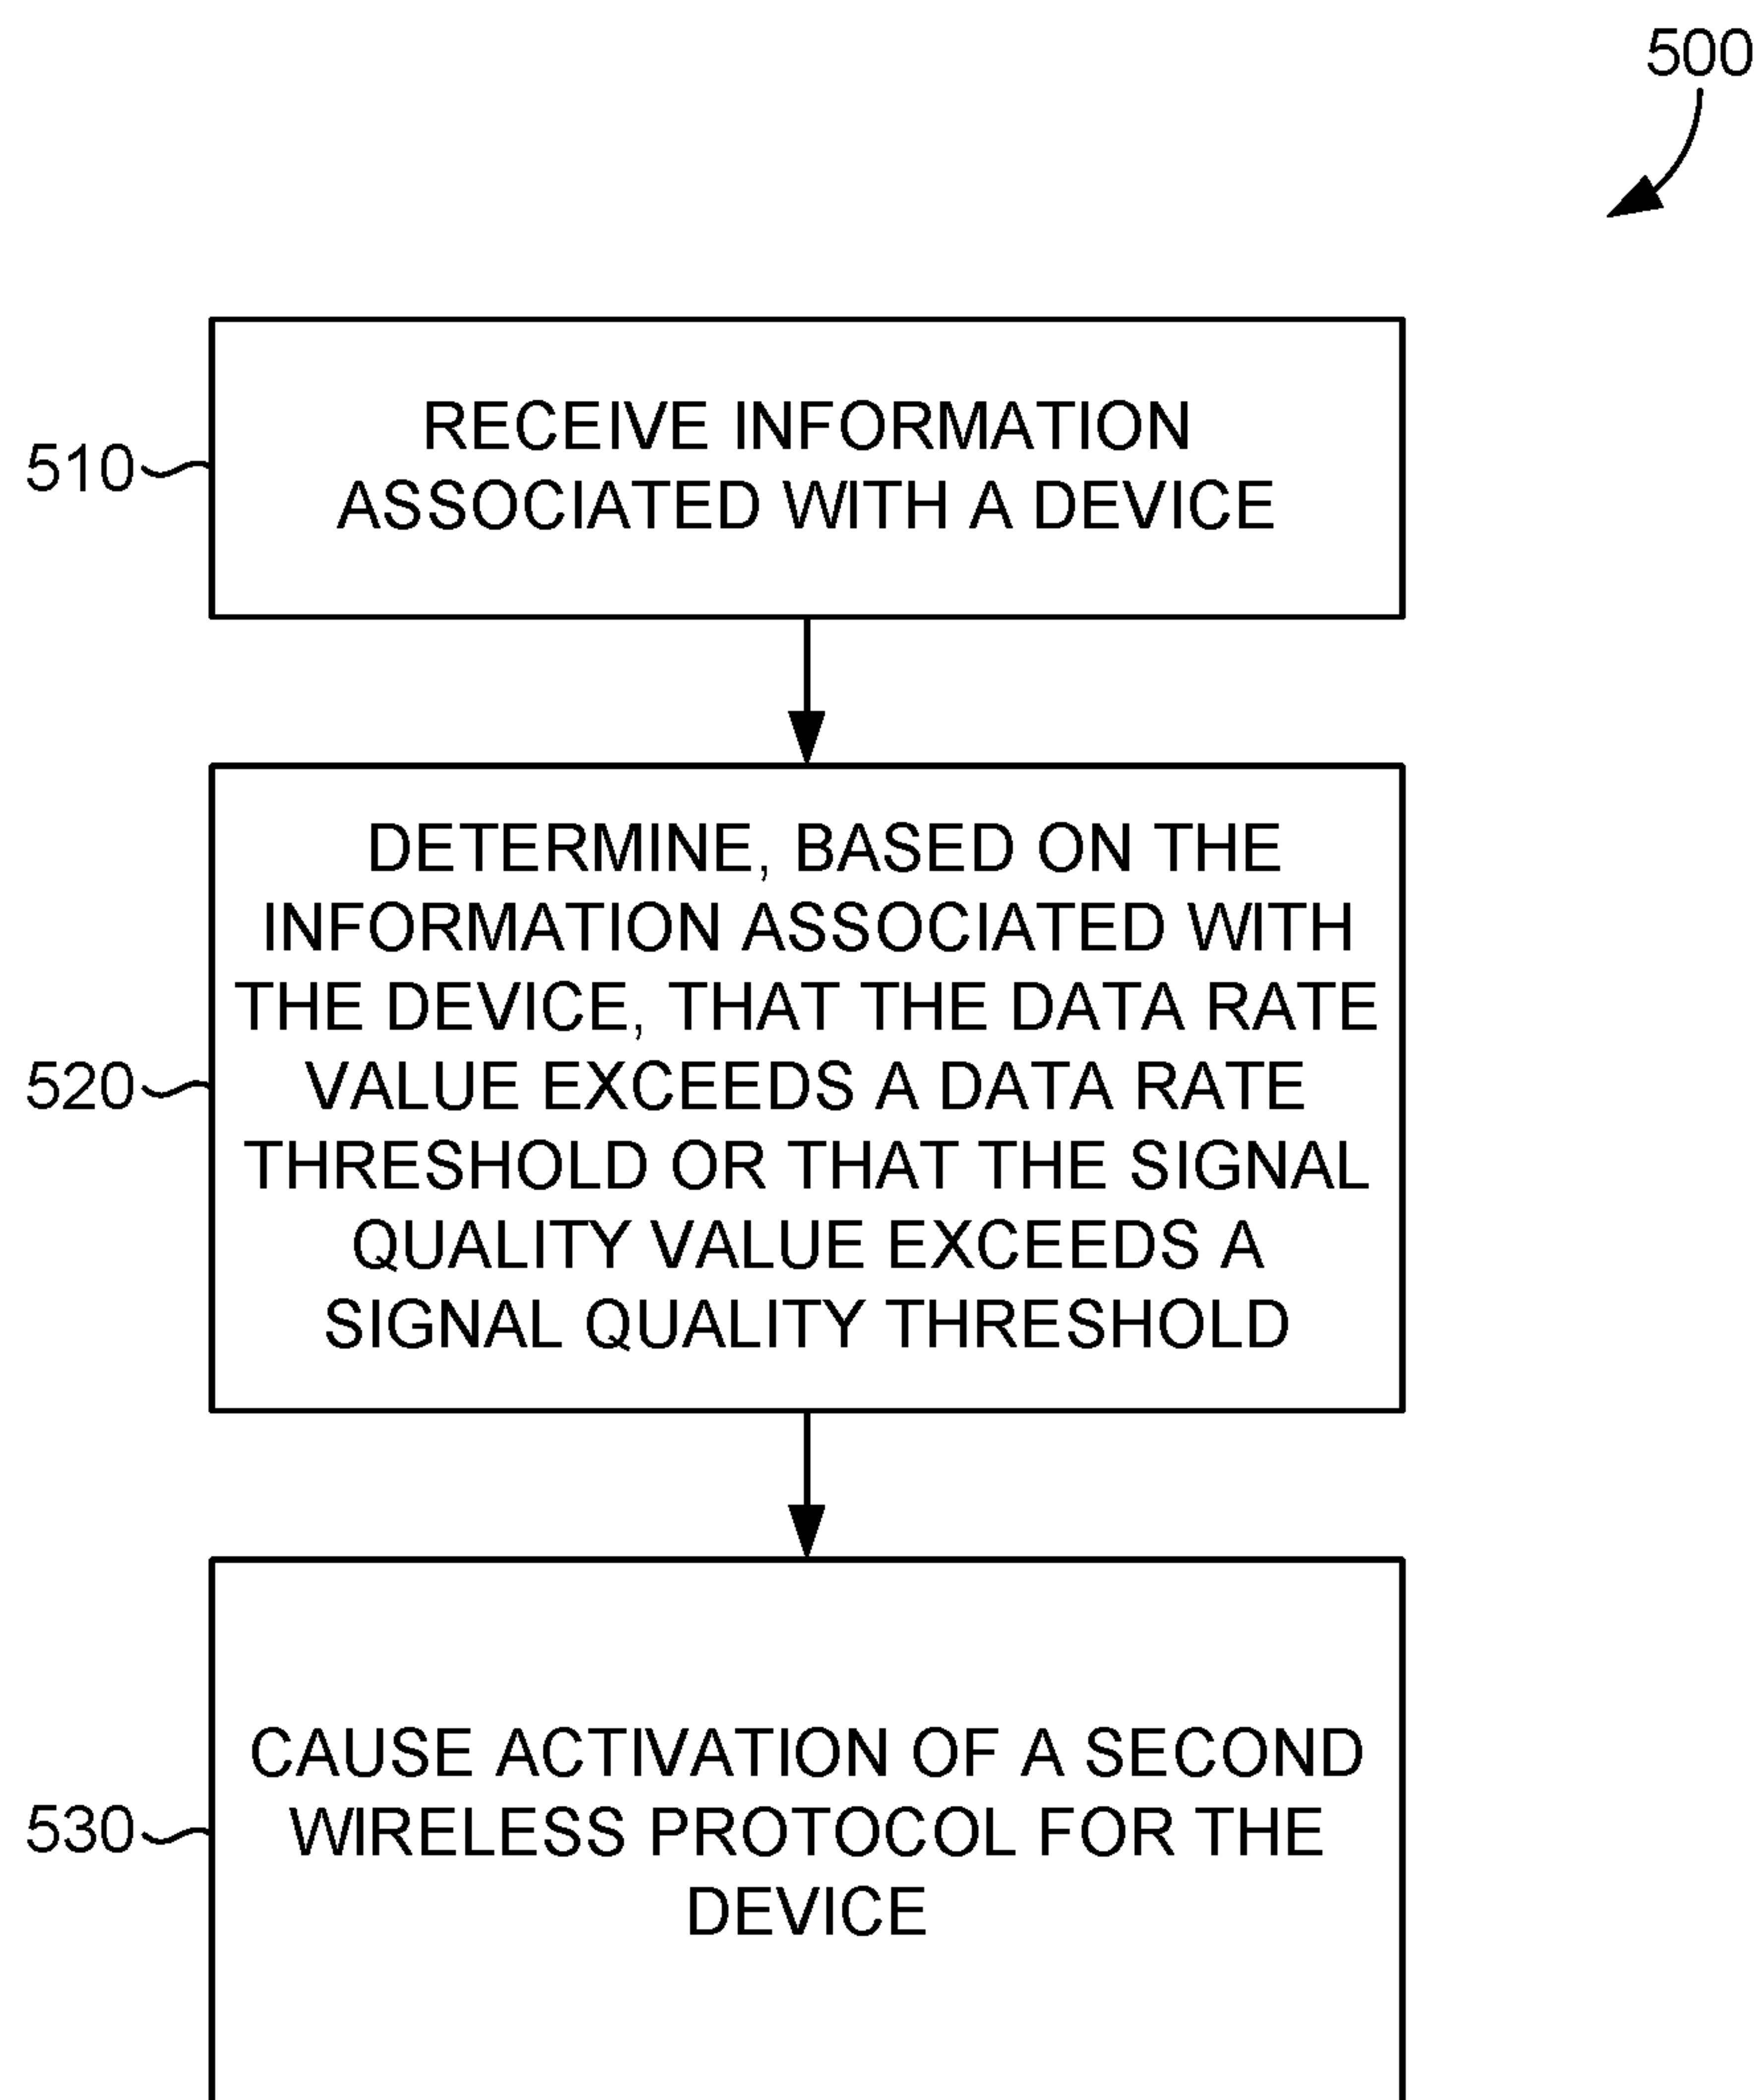 500
510
RECEIVE INFORMATION
ASSOCIATED WITH A DEVICE
520
DETERMINE, BASED ON THE
INFORMATION ASSOCIATED WITH
THE DEVICE, THAT THE DATA RATE
VALUE EXCEEDS A DATA RATE
THRESHOLD OR THAT THE SIGNAL
QUALITY VALUE EXCEEDS A
SIGNAL QUALITY THRESHOLD
530
CAUSE ACTIVATION OF A SECOND
WIRELESS PROTOCOL FOR THE
DEVICE